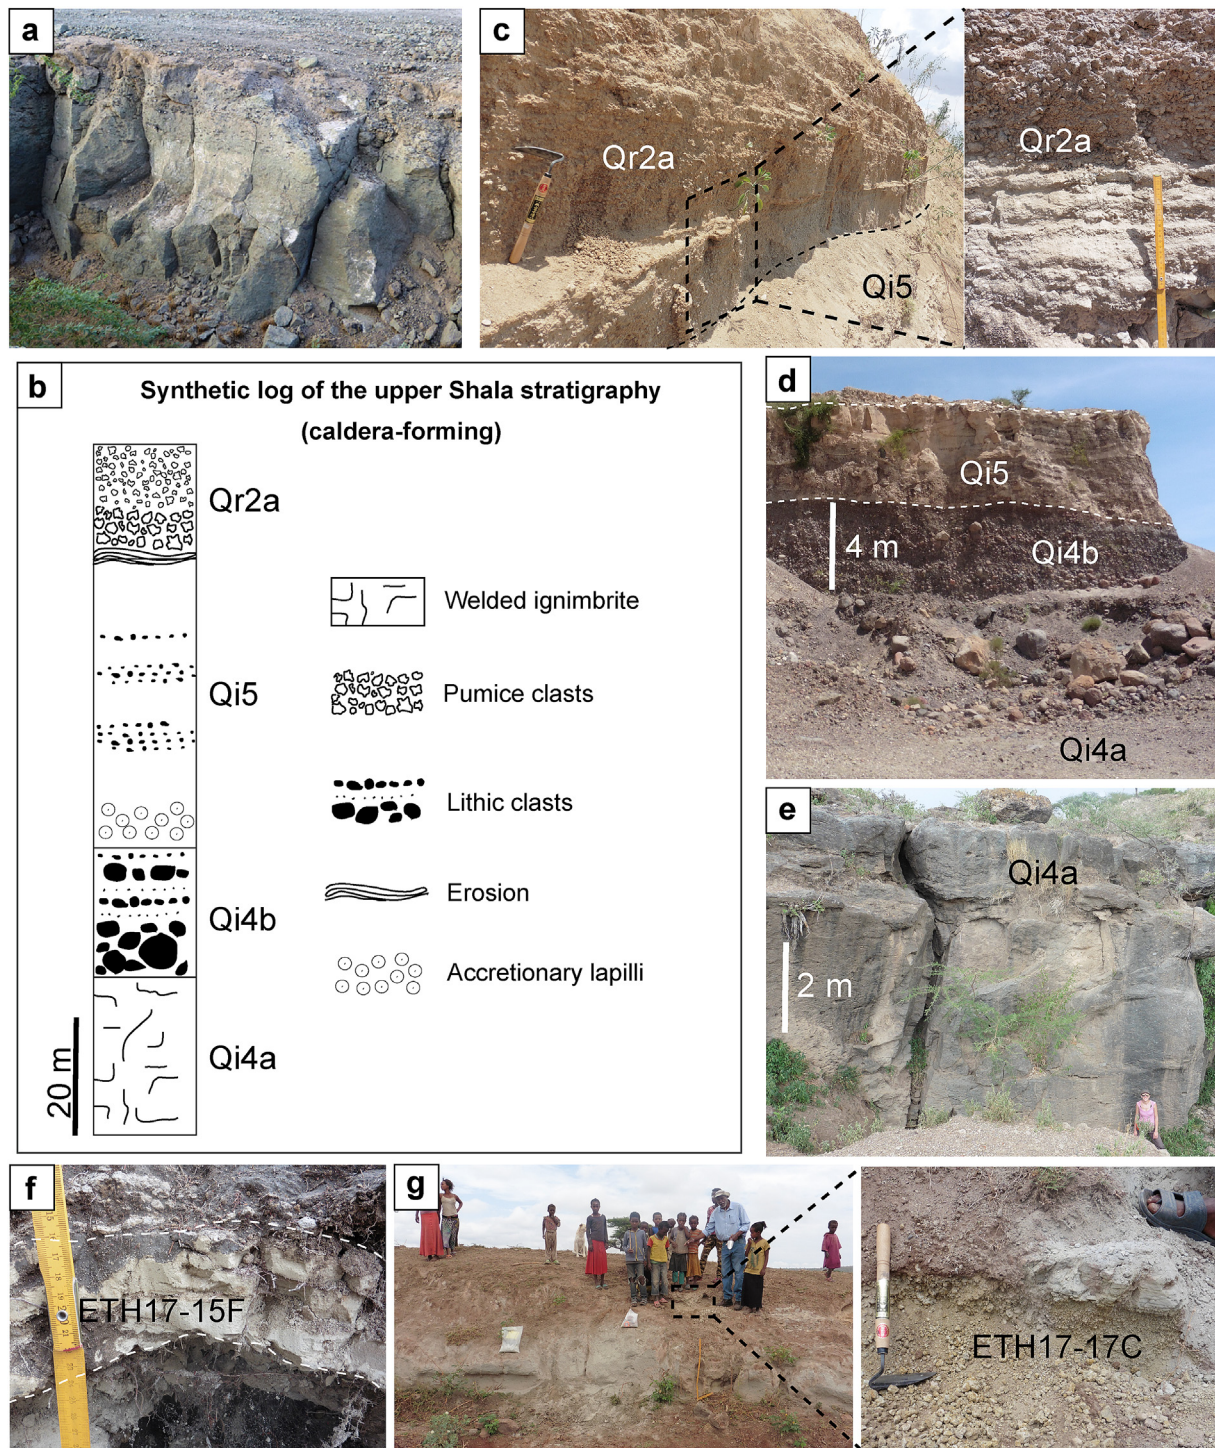 a
c
Qr2a
Qi5
Qr2a
b
Synthetic log of the upper Shala stratigraphy
(caldera-forming)
Qr2a
Qi5
Qi4b
Qi4a
20 m
Welded ignimbrite
Pumice clasts
Lithic clasts
Erosion
Accretionary lapilli
d
Qi5
4 m
Qi4b
Qi4a
e
Qi4a
2 m
f
ETH17-15F
g
ETH17-17C